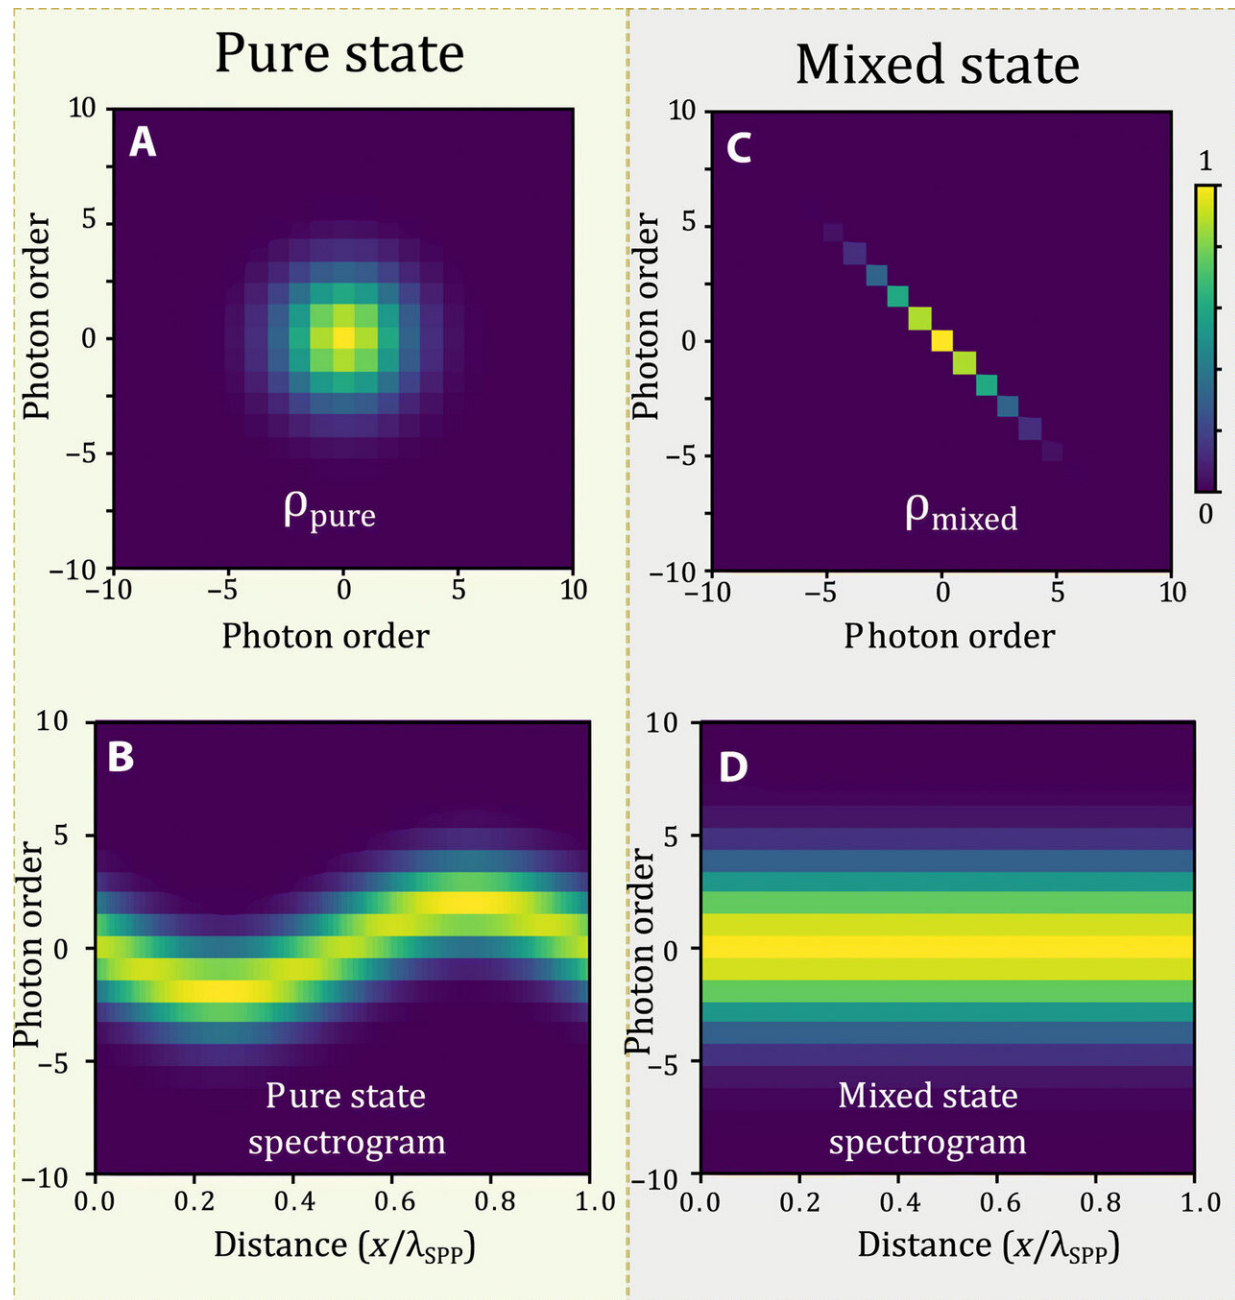 Pure state
Mixed state
A
10
5
0
−5
−10
Photon order
ρpure
−10 −5 0 5 10
Photon order
C
10
5
0
−5
−10
Photon order
ρmixed
−10 −5 0 5 10
Photon order
1
0
B
10
5
0
−5
−10
Photon order
Pure state
spectrogram
0.0 0.2 0.4 0.6 0.8 1.0
Distance (x/λSPP)
D
10
5
0
−5
−10
Photon order
Mixed state
spectrogram
0.0 0.2 0.4 0.6 0.8 1.0
Distance (x/λSPP)